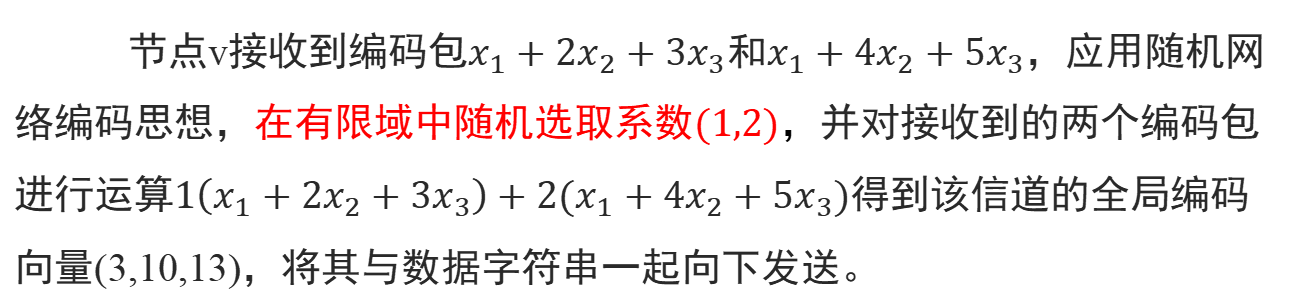 节点v接收到编码包x₁ + 2x₂ + 3x₃和x₁ + 4x₂ + 5x₃，应用随机网
络编码思想，在有限域中随机选取系数(1,2)，并对接收到的两个编码包
进行运算1(x₁ + 2x₂ + 3x₃) + 2(x₁ + 4x₂ + 5x₃)得到该信道的全局编码
向量(3,10,13)，将其与数据字符串一起向下发送。